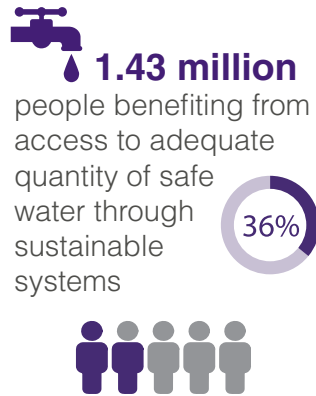 1.43 million
people benefiting from
access to adequate
quantity of safe
water through
sustainable
systems
36%